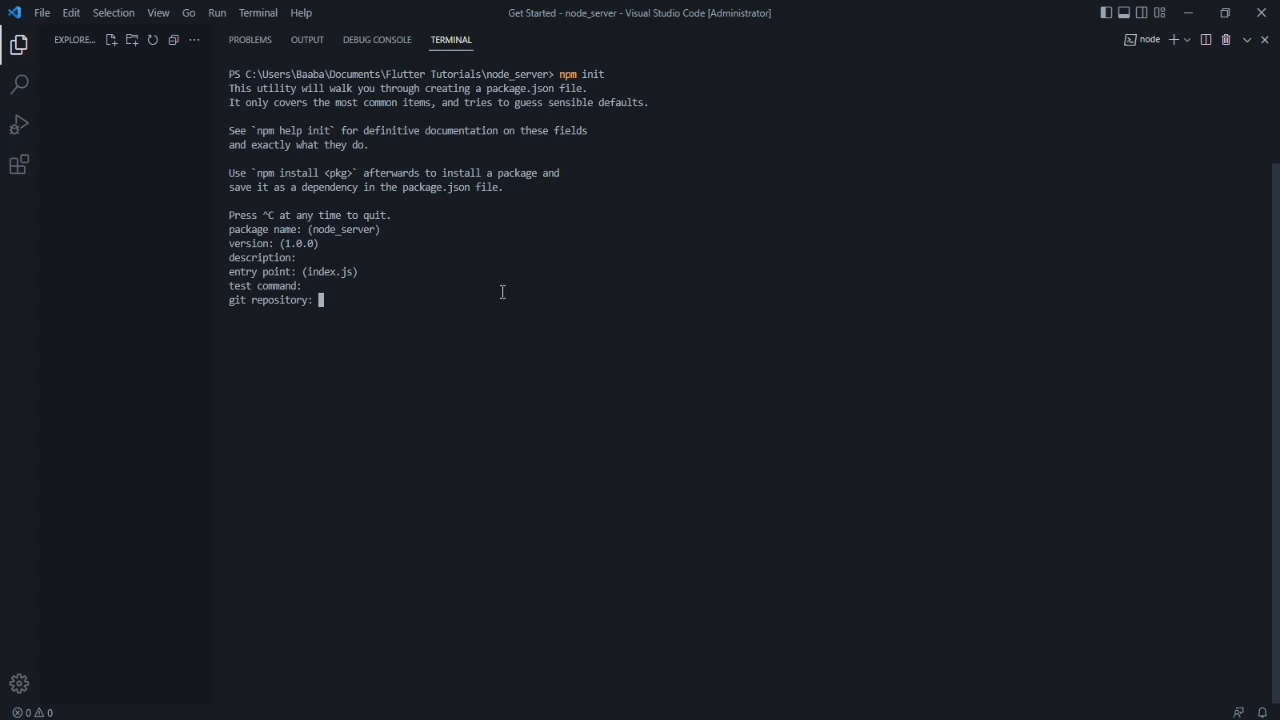 File Edit Selection View Go Run Terminal Help
Get Started - node_server - Visual Studio Code [Administrator]
EXPLORE...
PROBLEMS OUTPUT DEBUG CONSOLE TERMINAL
node
PS C:\Users\Baaba\Documents\Flutter Tutorials\node_server> npm init
This utility will walk you through creating a package.json file.
It only covers the most common items, and tries to guess sensible defaults.
See `npm help init` for definitive documentation on these fields
and exactly what they do.
Use `npm install <pkg>` afterwards to install a package and
save it as a dependency in the package.json file.
Press ^C at any time to quit.
package name: (node_server)
version: (1.0.0)
description:
entry point: (index.js)
test command:
git repository:
0 0